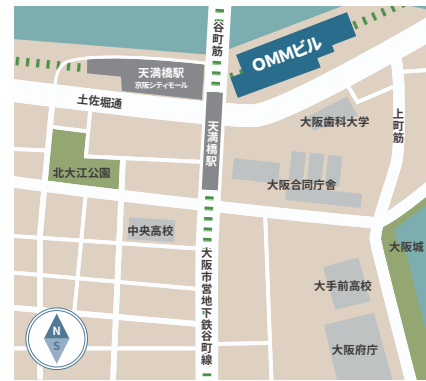 谷町筋
OMMビル
天満橋駅
京阪シティモール
土佐堀通
大阪歯科大学
上町筋
天満橋駅
北大江公園
大阪合同庁舎
中央高校
大阪城
大阪市営地下鉄谷町線
大手前高校
大阪府庁
N
S